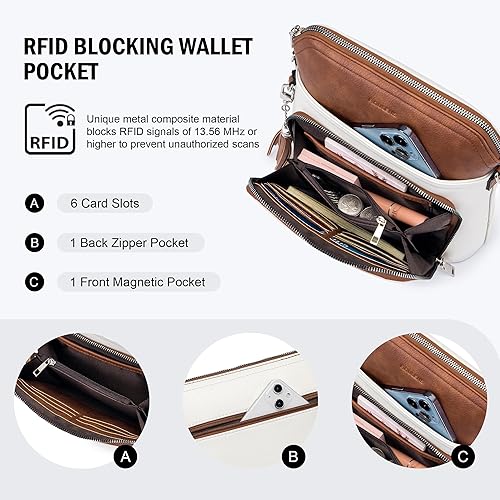 RFID BLOCKING WALLET
POCKET
RFID
Unique metal composite material
blocks RFID signals of 13.56 MHz or
higher to prevent unauthorized scans
A 6 Card Slots
B 1 Back Zipper Pocket
C 1 Front Magnetic Pocket
A
B
C